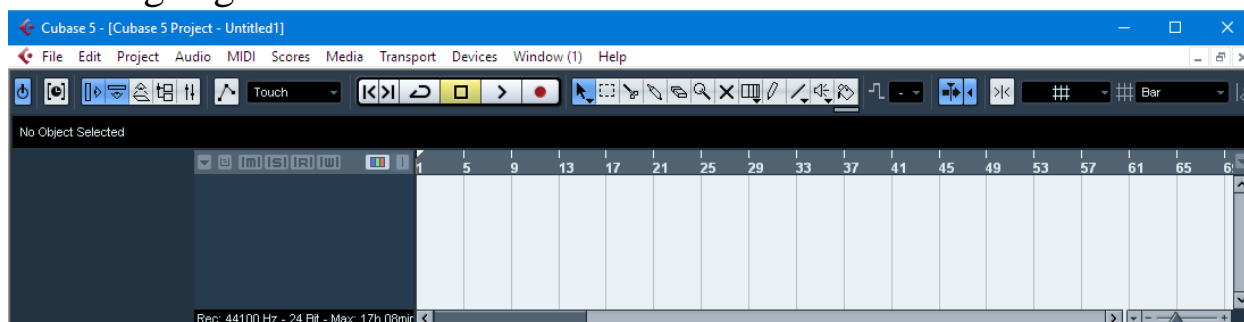 Cubase 5 - [Cubase 5 Project - Untitled1]
File Edit Project Audio MIDI Scores Media Transport Devices Window (1) Help
Touch - - Bar
No Object Selected
[M] [S] [R] [W] 1 5 9 13 17 21 25 29 33 37 41 45 49 53 57 61 65
Rec: 44100 Hz - 24 Bit - Max: 17h 08min